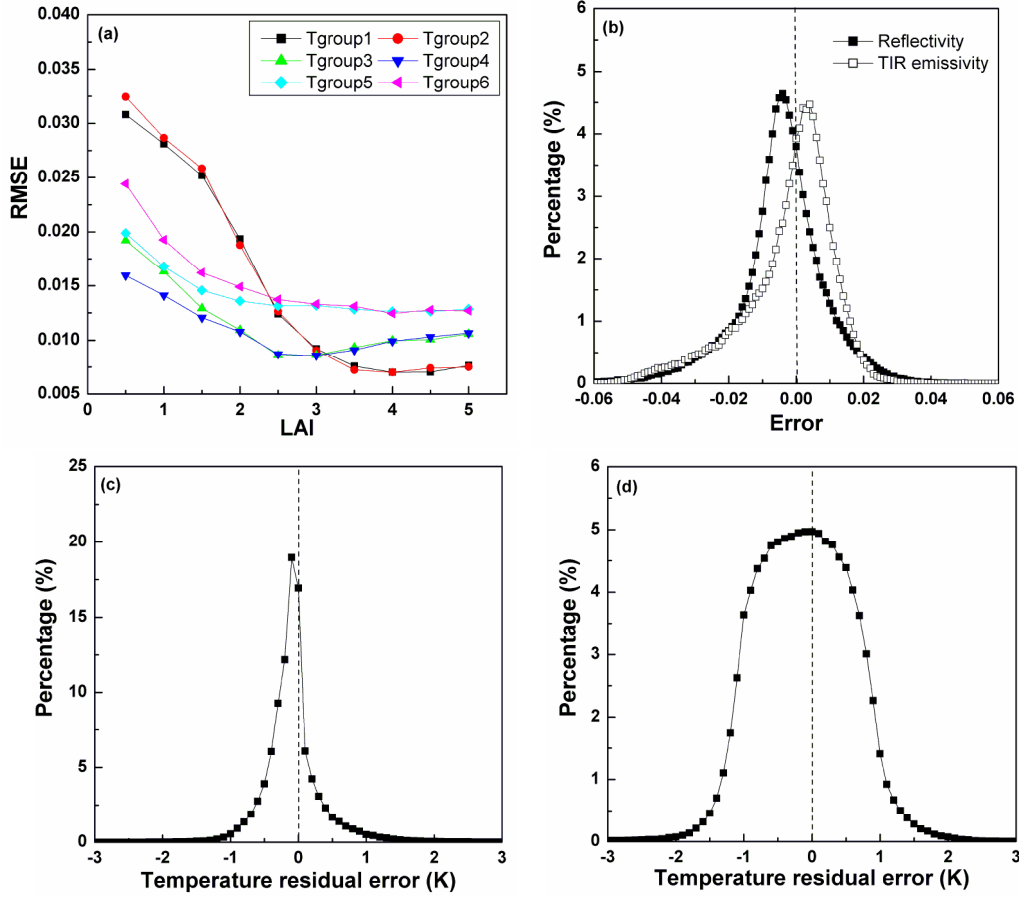 (a)
Tgroup1 Tgroup2
Tgroup3 Tgroup4
Tgroup5 Tgroup6
0.040
0.035
0.030
0.025
0.020
0.015
0.010
0.005
RMSE
0 1 2 3 4 5
LAI
(b)
Reflectivity
TIR emissivity
6
5
4
3
2
1
0
Percentage (%)
-0.06 -0.04 -0.02 0.00 0.02 0.04 0.06
Error
(c)
25
20
15
10
5
0
Percentage (%)
-3 -2 -1 0 1 2 3
Temperature residual error (K)
(d)
6
5
4
3
2
1
0
Percentage (%)
-3 -2 -1 0 1 2 3
Temperature residual error (K)